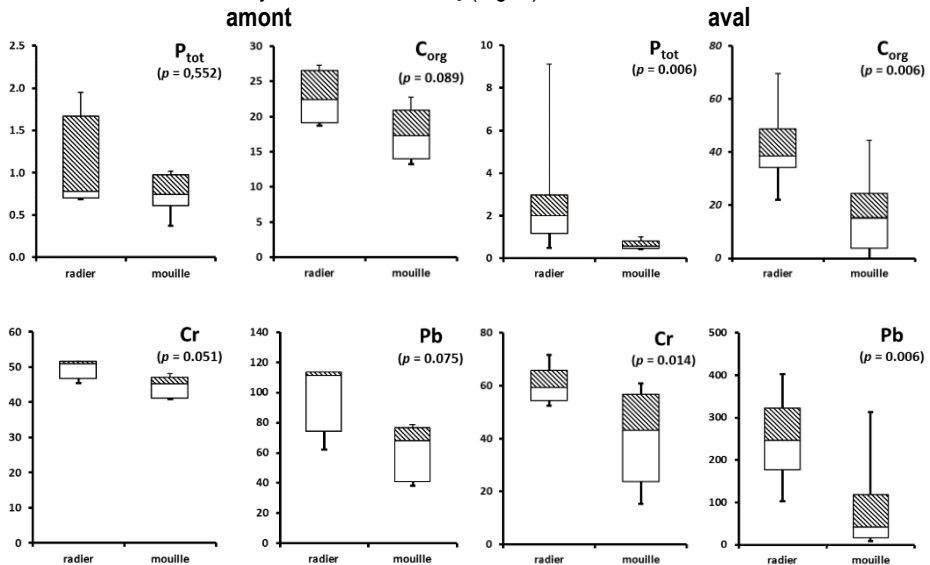 amont aval
P_tot
(p = 0,552)
2.5
2.0
1.5
1.0
0.5
0.0
radier mouille
C_org
(p = 0.089)
30
25
20
15
10
5
0
radier mouille
P_tot
(p = 0.006)
10
8
6
4
2
0
radier mouille
C_org
(p = 0.006)
80
60
40
20
0
radier mouille
Cr
(p = 0.051)
60
50
40
30
20
10
0
radier mouille
Pb
(p = 0.075)
140
120
100
80
60
40
20
0
radier mouille
Cr
(p = 0.014)
80
60
40
20
0
radier mouille
Pb
(p = 0.006)
500
400
300
200
100
0
radier mouille